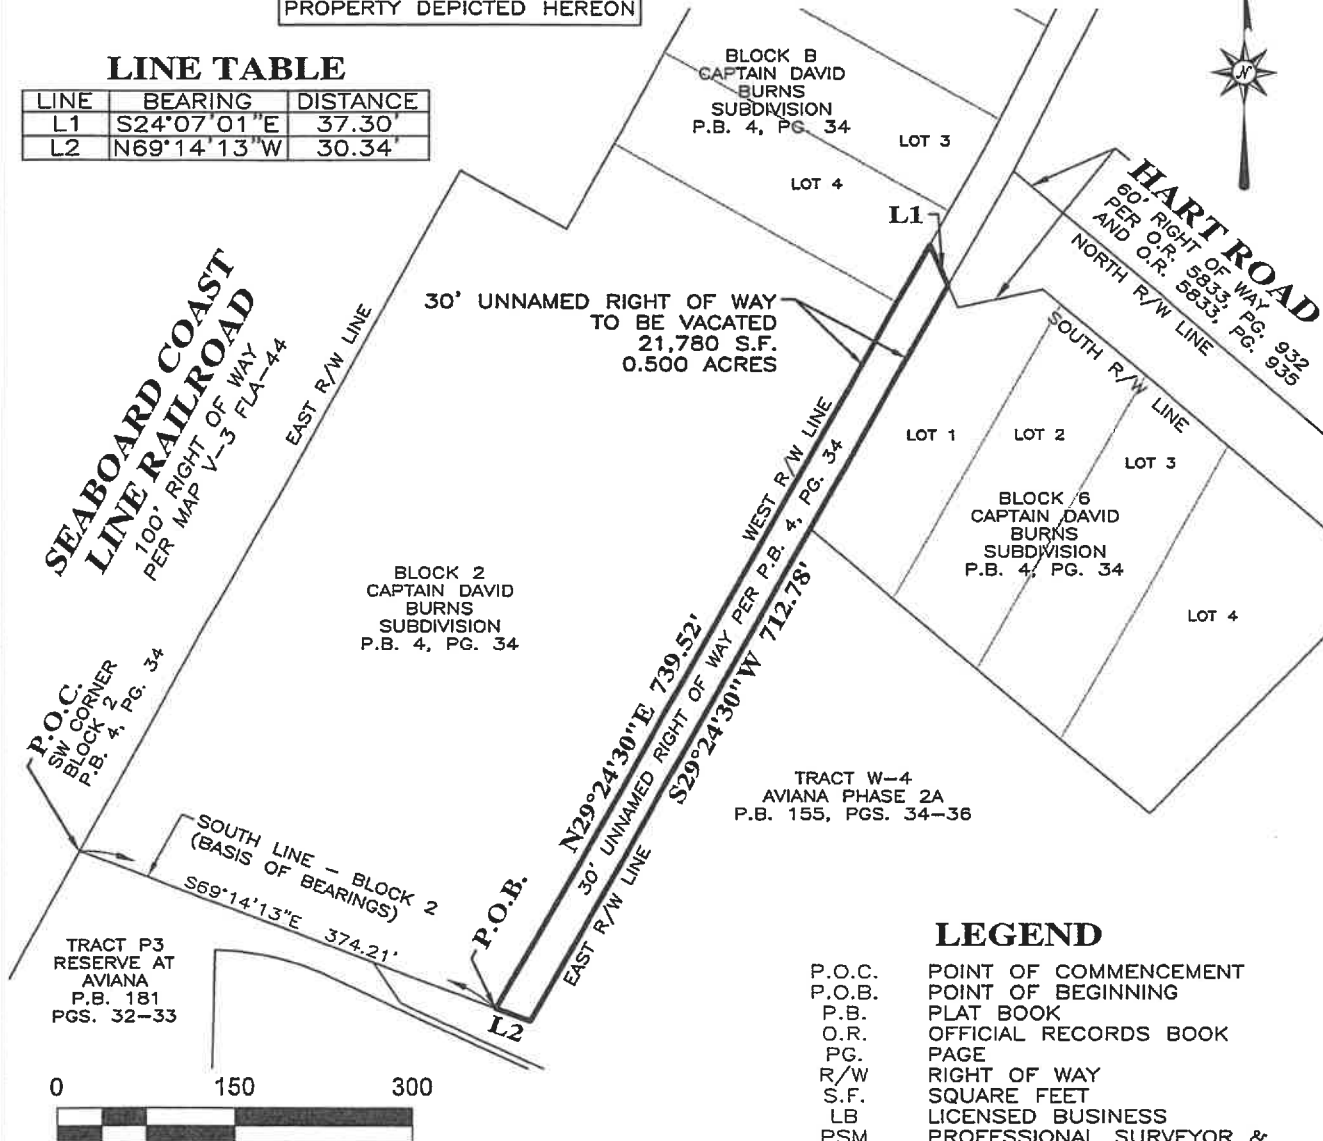 PROPERTY DEPICTED HEREON
LINE TABLE
LINE BEARING DISTANCE
L1 S24°07'01"E 37.30'
L2 N69°14'13"W 30.34'
BLOCK B
CAPTAIN DAVID
BURNS
SUBDIVISION
P.B. 4, PG. 34
LOT 3
LOT 4
L1
N
HART ROAD
60' RIGHT OF WAY
PER O.R. 5833, PG. 932
AND O.R. 5833, PG. 935
NORTH R/W LINE
SOUTH R/W LINE
30' UNNAMED RIGHT OF WAY
TO BE VACATED
21,780 S.F.
0.500 ACRES
SEABOARD COAST
LINE RAILROAD
100' RIGHT OF WAY
PER MAP V-3 FLA-44
EAST R/W LINE
WEST R/W LINE
LOT 1
LOT 2
LOT 3
BLOCK 6
CAPTAIN DAVID
BURNS
SUBDIVISION
P.B. 4, PG. 34
LOT 4
BLOCK 2
CAPTAIN DAVID
BURNS
SUBDIVISION
P.B. 4, PG. 34
N29°24'30"E 739.52'
30' UNNAMED RIGHT OF WAY PER P.B. 4, PG. 34
S29°24'30"W 712.78'
EAST R/W LINE
P.O.C.
SW CORNER
BLOCK 2
P.B. 4, PG. 34
TRACT W-4
AVIANA PHASE 2A
P.B. 155, PGS. 34-36
SOUTH LINE - BLOCK 2
(BASIS OF BEARINGS)
S69°14'13"E 374.21'
P.O.B.
L2
TRACT P3
RESERVE AT
AVIANA
P.B. 181
PGS. 32-33
0 150 300
LEGEND
P.O.C. POINT OF COMMENCEMENT
P.O.B. POINT OF BEGINNING
P.B. PLAT BOOK
O.R. OFFICIAL RECORDS BOOK
PG. PAGE
R/W RIGHT OF WAY
S.F. SQUARE FEET
LB LICENSED BUSINESS
PSM PROFESSIONAL SURVEYOR &